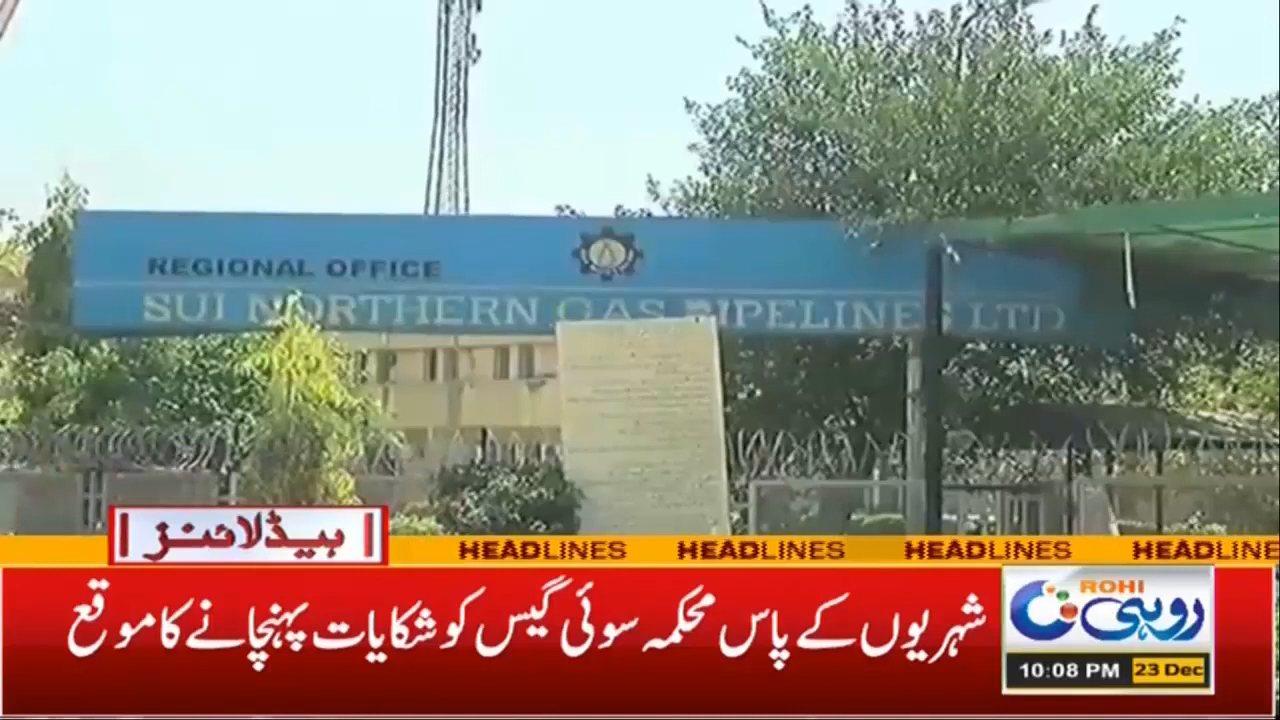 REGIONAL OFFICE
SUI NORTHERN GAS PIPELINES LTD
ہیڈلائنز
HEADLINES HEADLINES HEADLINES HEADLINE
شہریوں کے پاس محکمہ سوئی گیس کو شکایات پہنچانے کا موقع
ROHI
روہی
10:08 PM 23 Dec